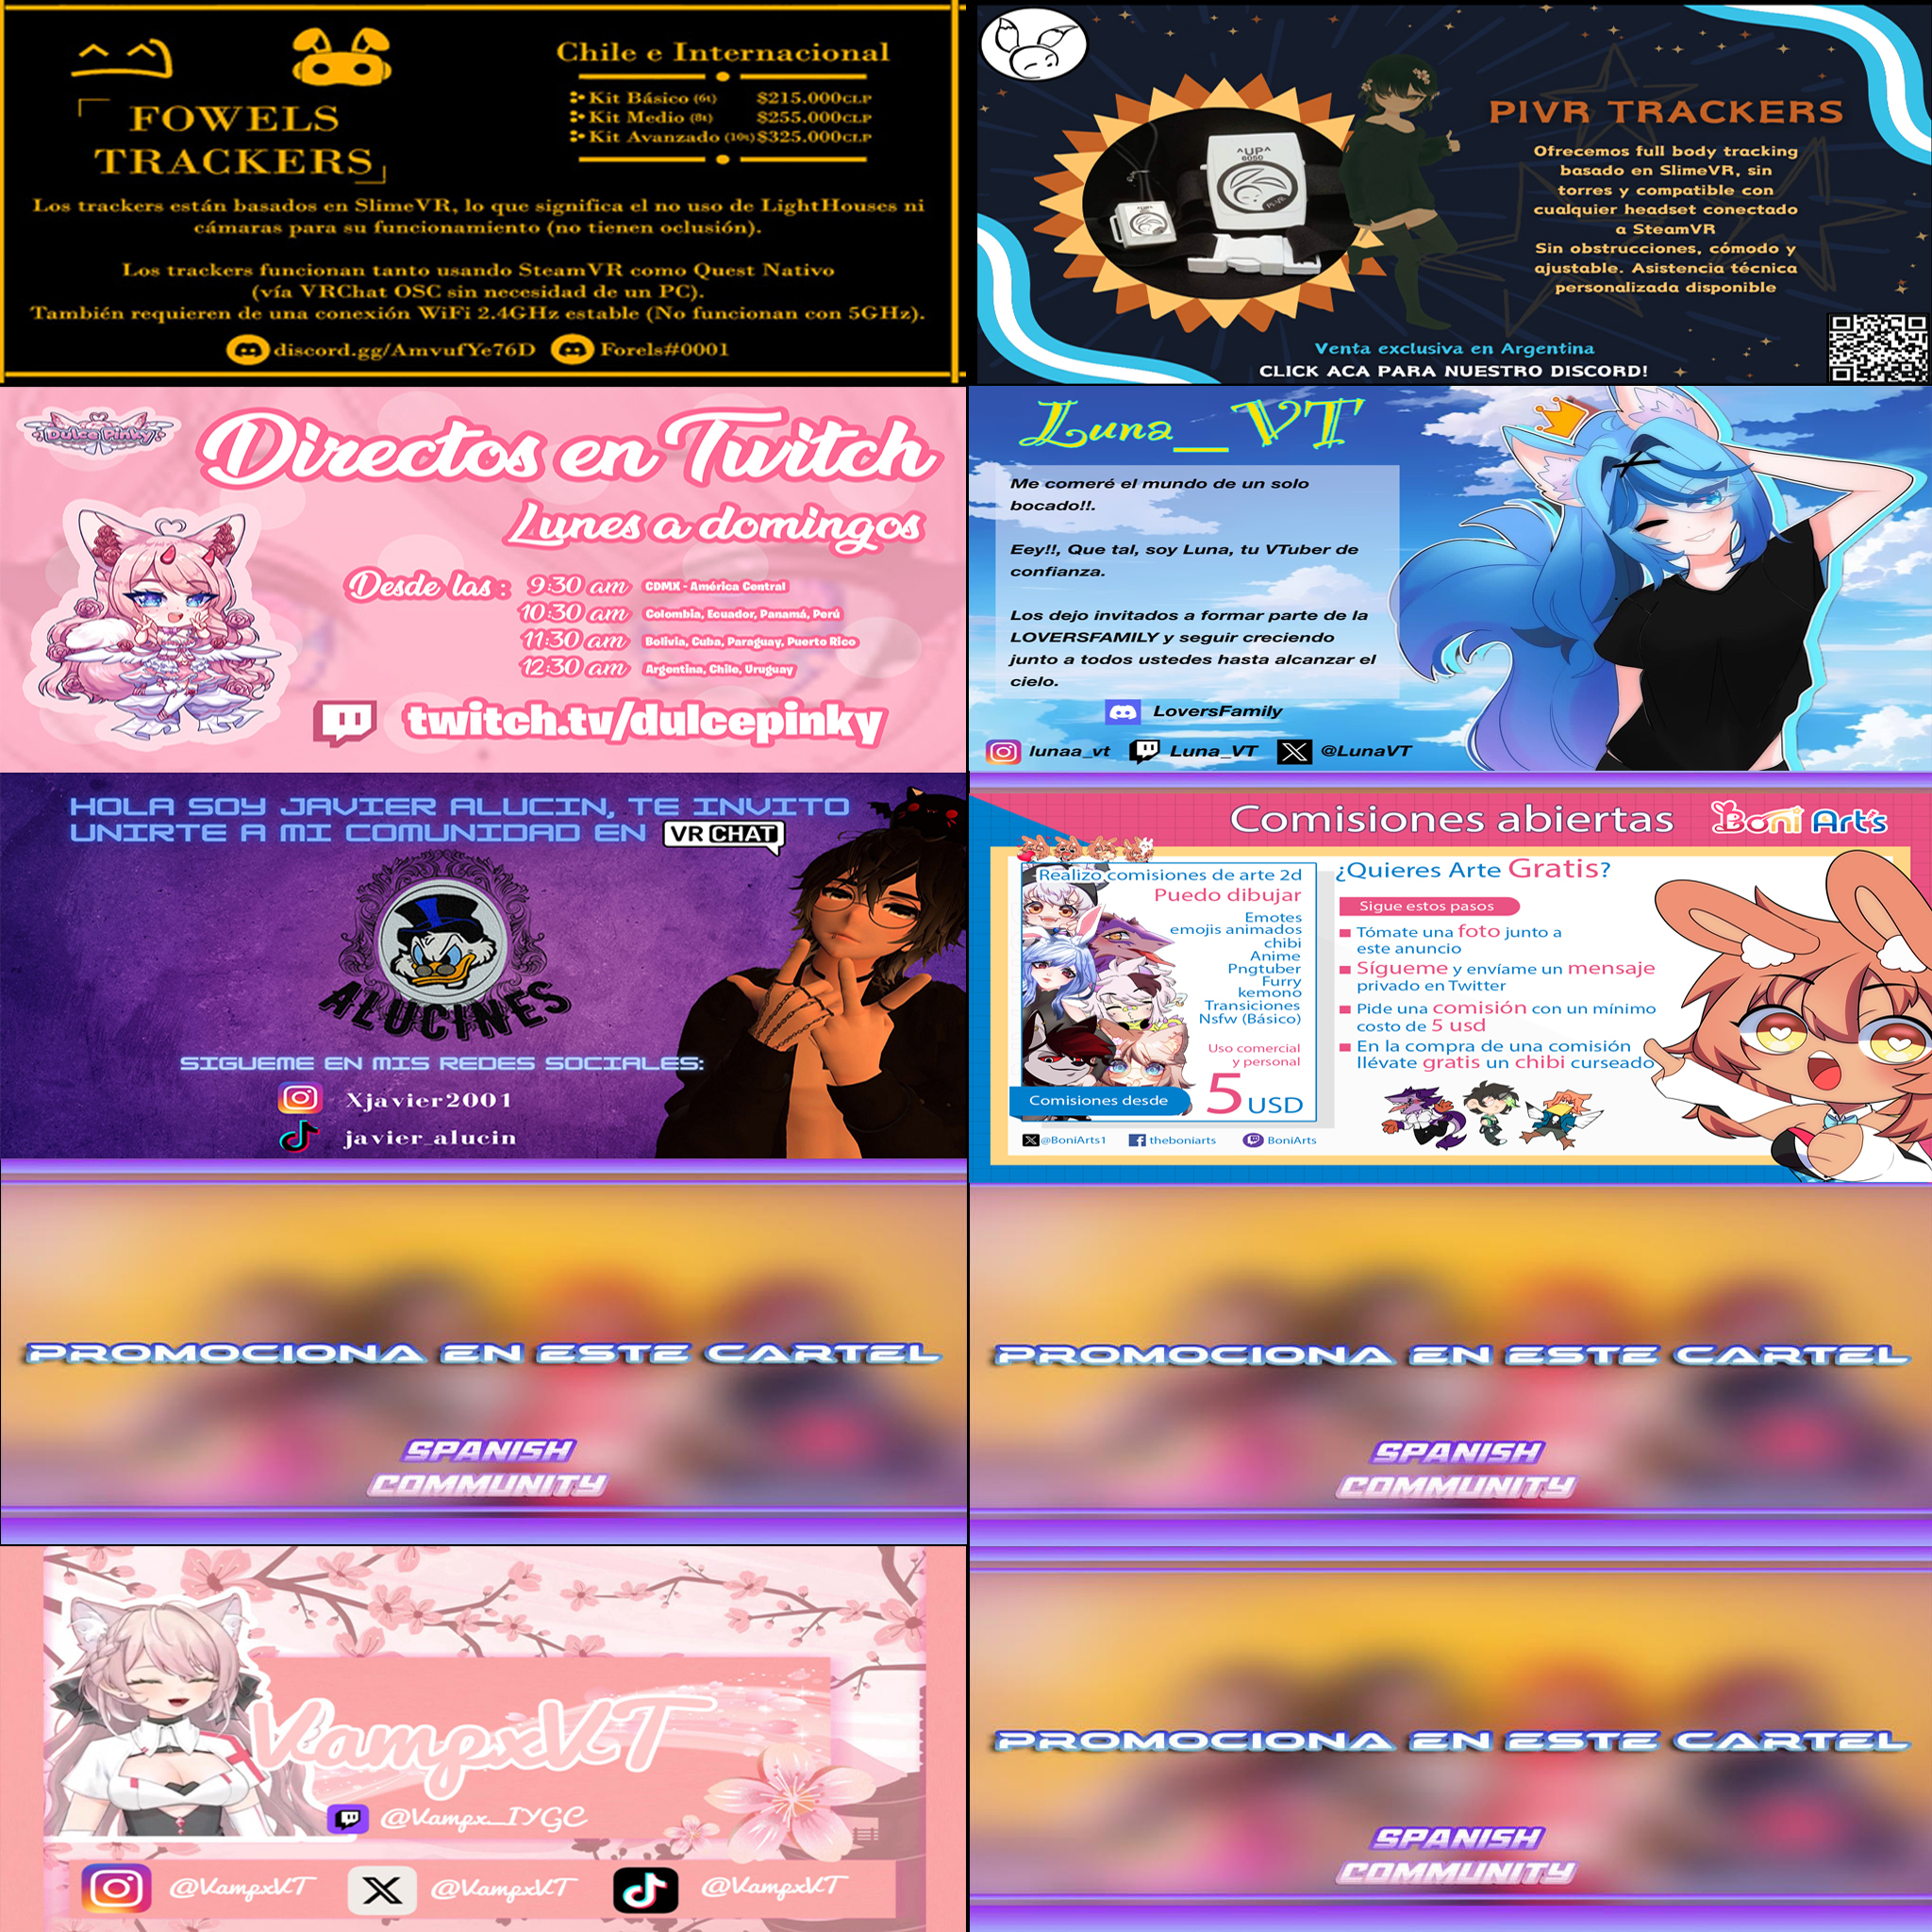 FOWELS
TRACKERS
Chile e Internacional
Kit Básico (6t) $215.000CLP
Kit Medio (8t) $255.000CLP
Kit Avanzado (10t) $325.000CLP
Los trackers están basados en SlimeVR, lo que significa el no uso de LightHouses ni
cámaras para su funcionamiento (no tienen oclusión).
Los trackers funcionan tanto usando SteamVR como Quest Nativo
(vía VRChat OSC sin necesidad de un PC).
También requieren de una conexión WiFi 2.4GHz estable (No funcionan con 5GHz).
discord.gg/AmvufYe76D Forels#0001
^UP^
6050
PI-VR
PIVR TRACKERS
Ofrecemos full body tracking
basado en SlimeVR, sin
torres y compatible con
cualquier headset conectado
a SteamVR
Sin obstrucciones, cómodo y
ajustable. Asistencia técnica
personalizada disponible
Venta exclusiva en Argentina
CLICK ACA PARA NUESTRO DISCORD!
Dulce Pinky
Directos en Twitch
Lunes a domingos
Desde las: 9:30 am CDMX - América Central
10:30 am Colombia, Ecuador, Panamá, Perú
11:30 am Bolivia, Cuba, Paraguay, Puerto Rico
12:30 am Argentina, Chile, Uruguay
twitch.tv/dulcepinky
Luna_VT
Me comeré el mundo de un solo
bocado!!.
Eey!!, Que tal, soy Luna, tu VTuber de
confianza.
Los dejo invitados a formar parte de la
LOVERSFAMILY y seguir creciendo
junto a todos ustedes hasta alcanzar el
cielo.
LoversFamily
lunaa_vt Luna_VT @LunaVT
HOLA SOY JAVIER ALUCIN, TE INVITO
UNIRTE A MI COMUNIDAD EN VRCHAT
ALUCINES
SIGUEME EN MIS REDES SOCIALES:
Xjavier2001
javier_alucin
Comisiones abiertas
Boni Art's
Realizo comisiones de arte 2d
Puedo dibujar
Emotes
emojis animados
chibi
Anime
Pngtuber
Furry
kemono
Transiciones
Nsfw (Básico)
Uso comercial
y personal
Comisiones desde 5 USD
@BoniArts1 theboniarts BoniArts
¿Quieres Arte Gratis?
Sigue estos pasos
Tómate una foto junto a
este anuncio
Sígueme y envíame un mensaje
privado en Twitter
Pide una comisión con un mínimo
costo de 5 usd
En la compra de una comisión
llévate gratis un chibi curseado
PROMOCIONA EN ESTE CARTEL
SPANISH
COMMUNITY
PROMOCIONA EN ESTE CARTEL
SPANISH
COMMUNITY
VampxVT
@Vampx_IYGC
@VampxVT @VampxVT @VampxVT
PROMOCIONA EN ESTE CARTEL
SPANISH
COMMUNITY